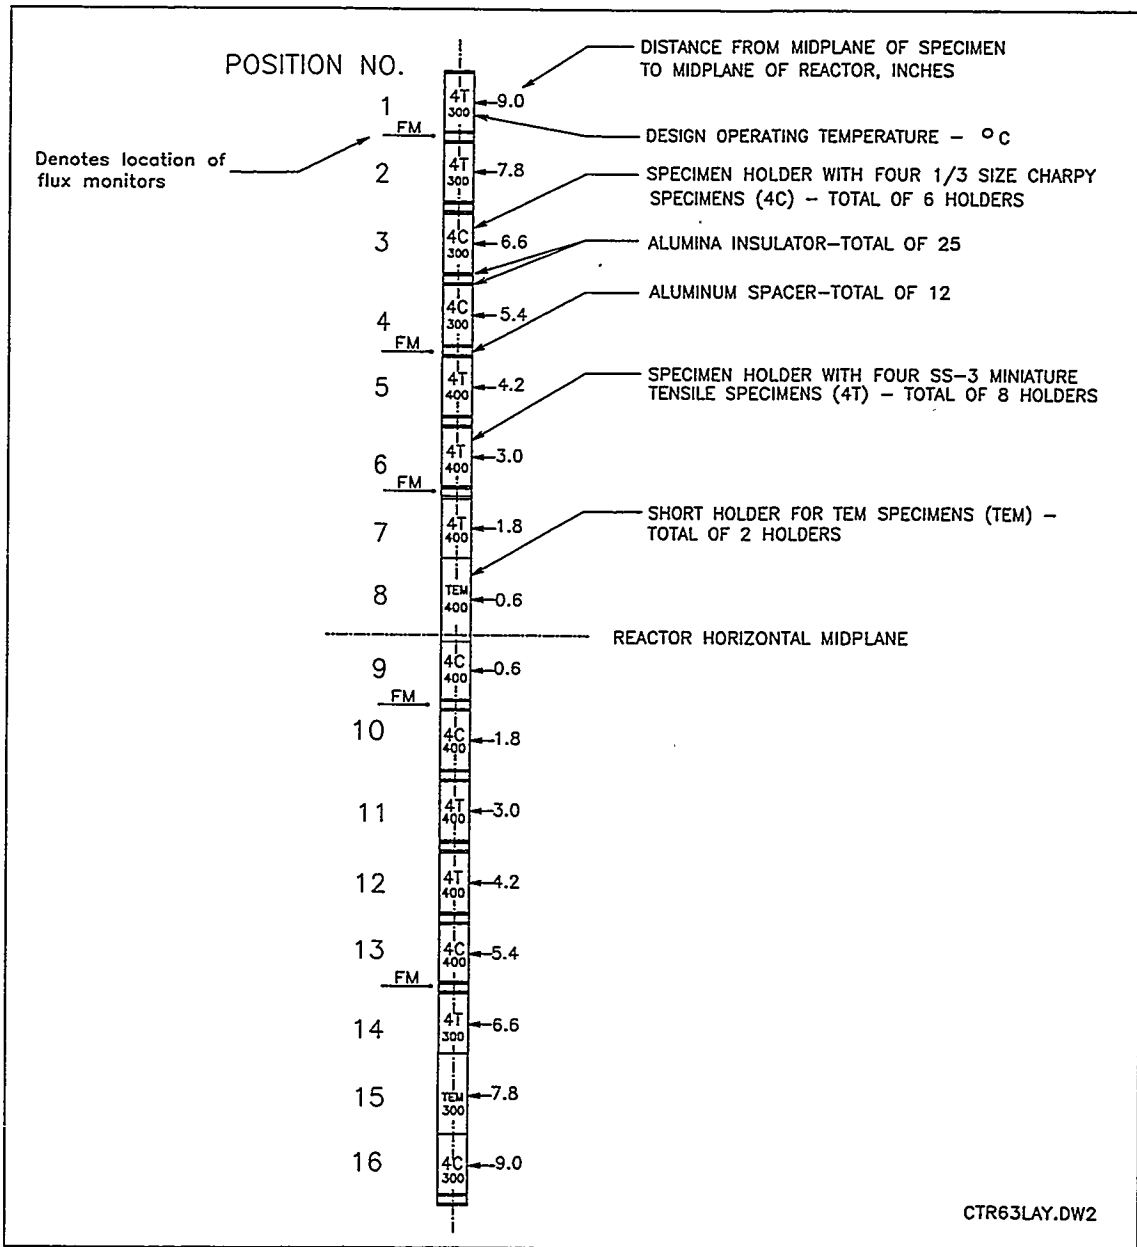 POSITION NO.
DISTANCE FROM MIDPLANE OF SPECIMEN
TO MIDPLANE OF REACTOR, INCHES
1
4T
300
9.0
FM
DESIGN OPERATING TEMPERATURE - °C
Denotes location of
flux monitors
2
4T
300
7.8
SPECIMEN HOLDER WITH FOUR 1/3 SIZE CHARPY
SPECIMENS (4C) - TOTAL OF 6 HOLDERS
3
4C
300
6.6
ALUMINA INSULATOR-TOTAL OF 25
4
4C
300
5.4
FM
ALUMINUM SPACER-TOTAL OF 12
5
4T
400
4.2
SPECIMEN HOLDER WITH FOUR SS-3 MINIATURE
TENSILE SPECIMENS (4T) - TOTAL OF 8 HOLDERS
6
4T
400
3.0
FM
7
4T
400
1.8
SHORT HOLDER FOR TEM SPECIMENS (TEM) -
TOTAL OF 2 HOLDERS
8
TEM
400
0.6
REACTOR HORIZONTAL MIDPLANE
9
4C
400
0.6
FM
10
4C
400
1.8
11
4T
400
3.0
12
4T
400
4.2
13
4C
400
5.4
FM
14
4T
300
6.6
15
TEM
300
7.8
16
4C
300
9.0
CTR63LAY.DW2